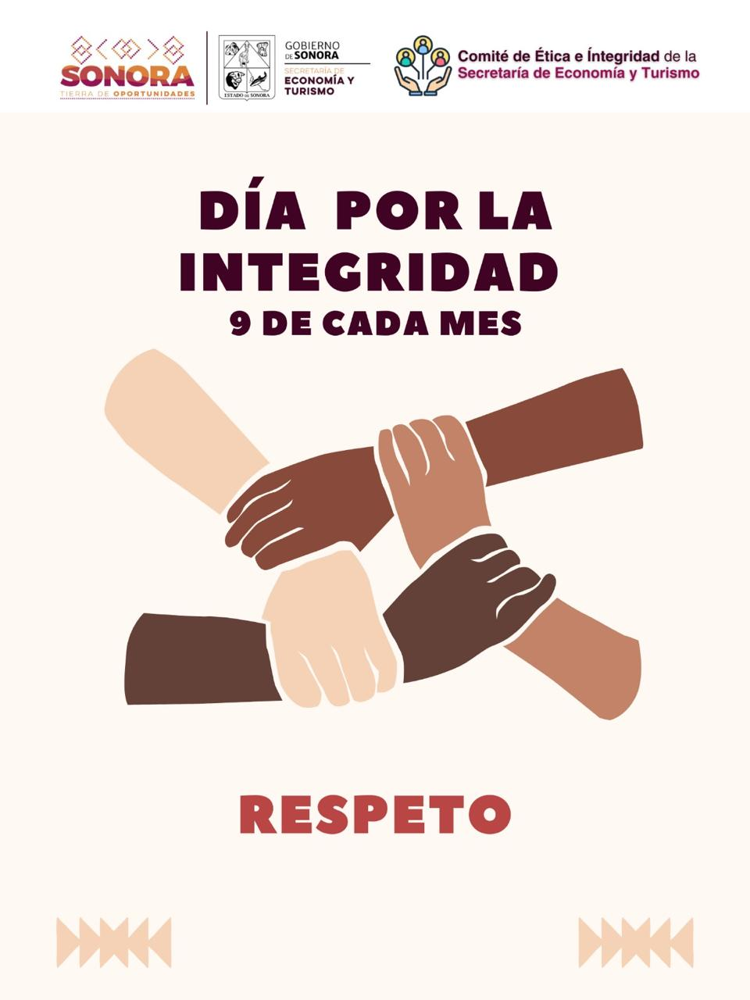 SONORA
TIERRA DE OPORTUNIDADES
ESTADO DE SONORA
GOBIERNO
DE SONORA
SECRETARÍA DE
ECONOMÍA Y
TURISMO
Comité de Ética e Íntegridad de la
Secretaría de Economía y Turismo
DÍA POR LA
INTEGRIDAD
9 DE CADA MES
RESPETO